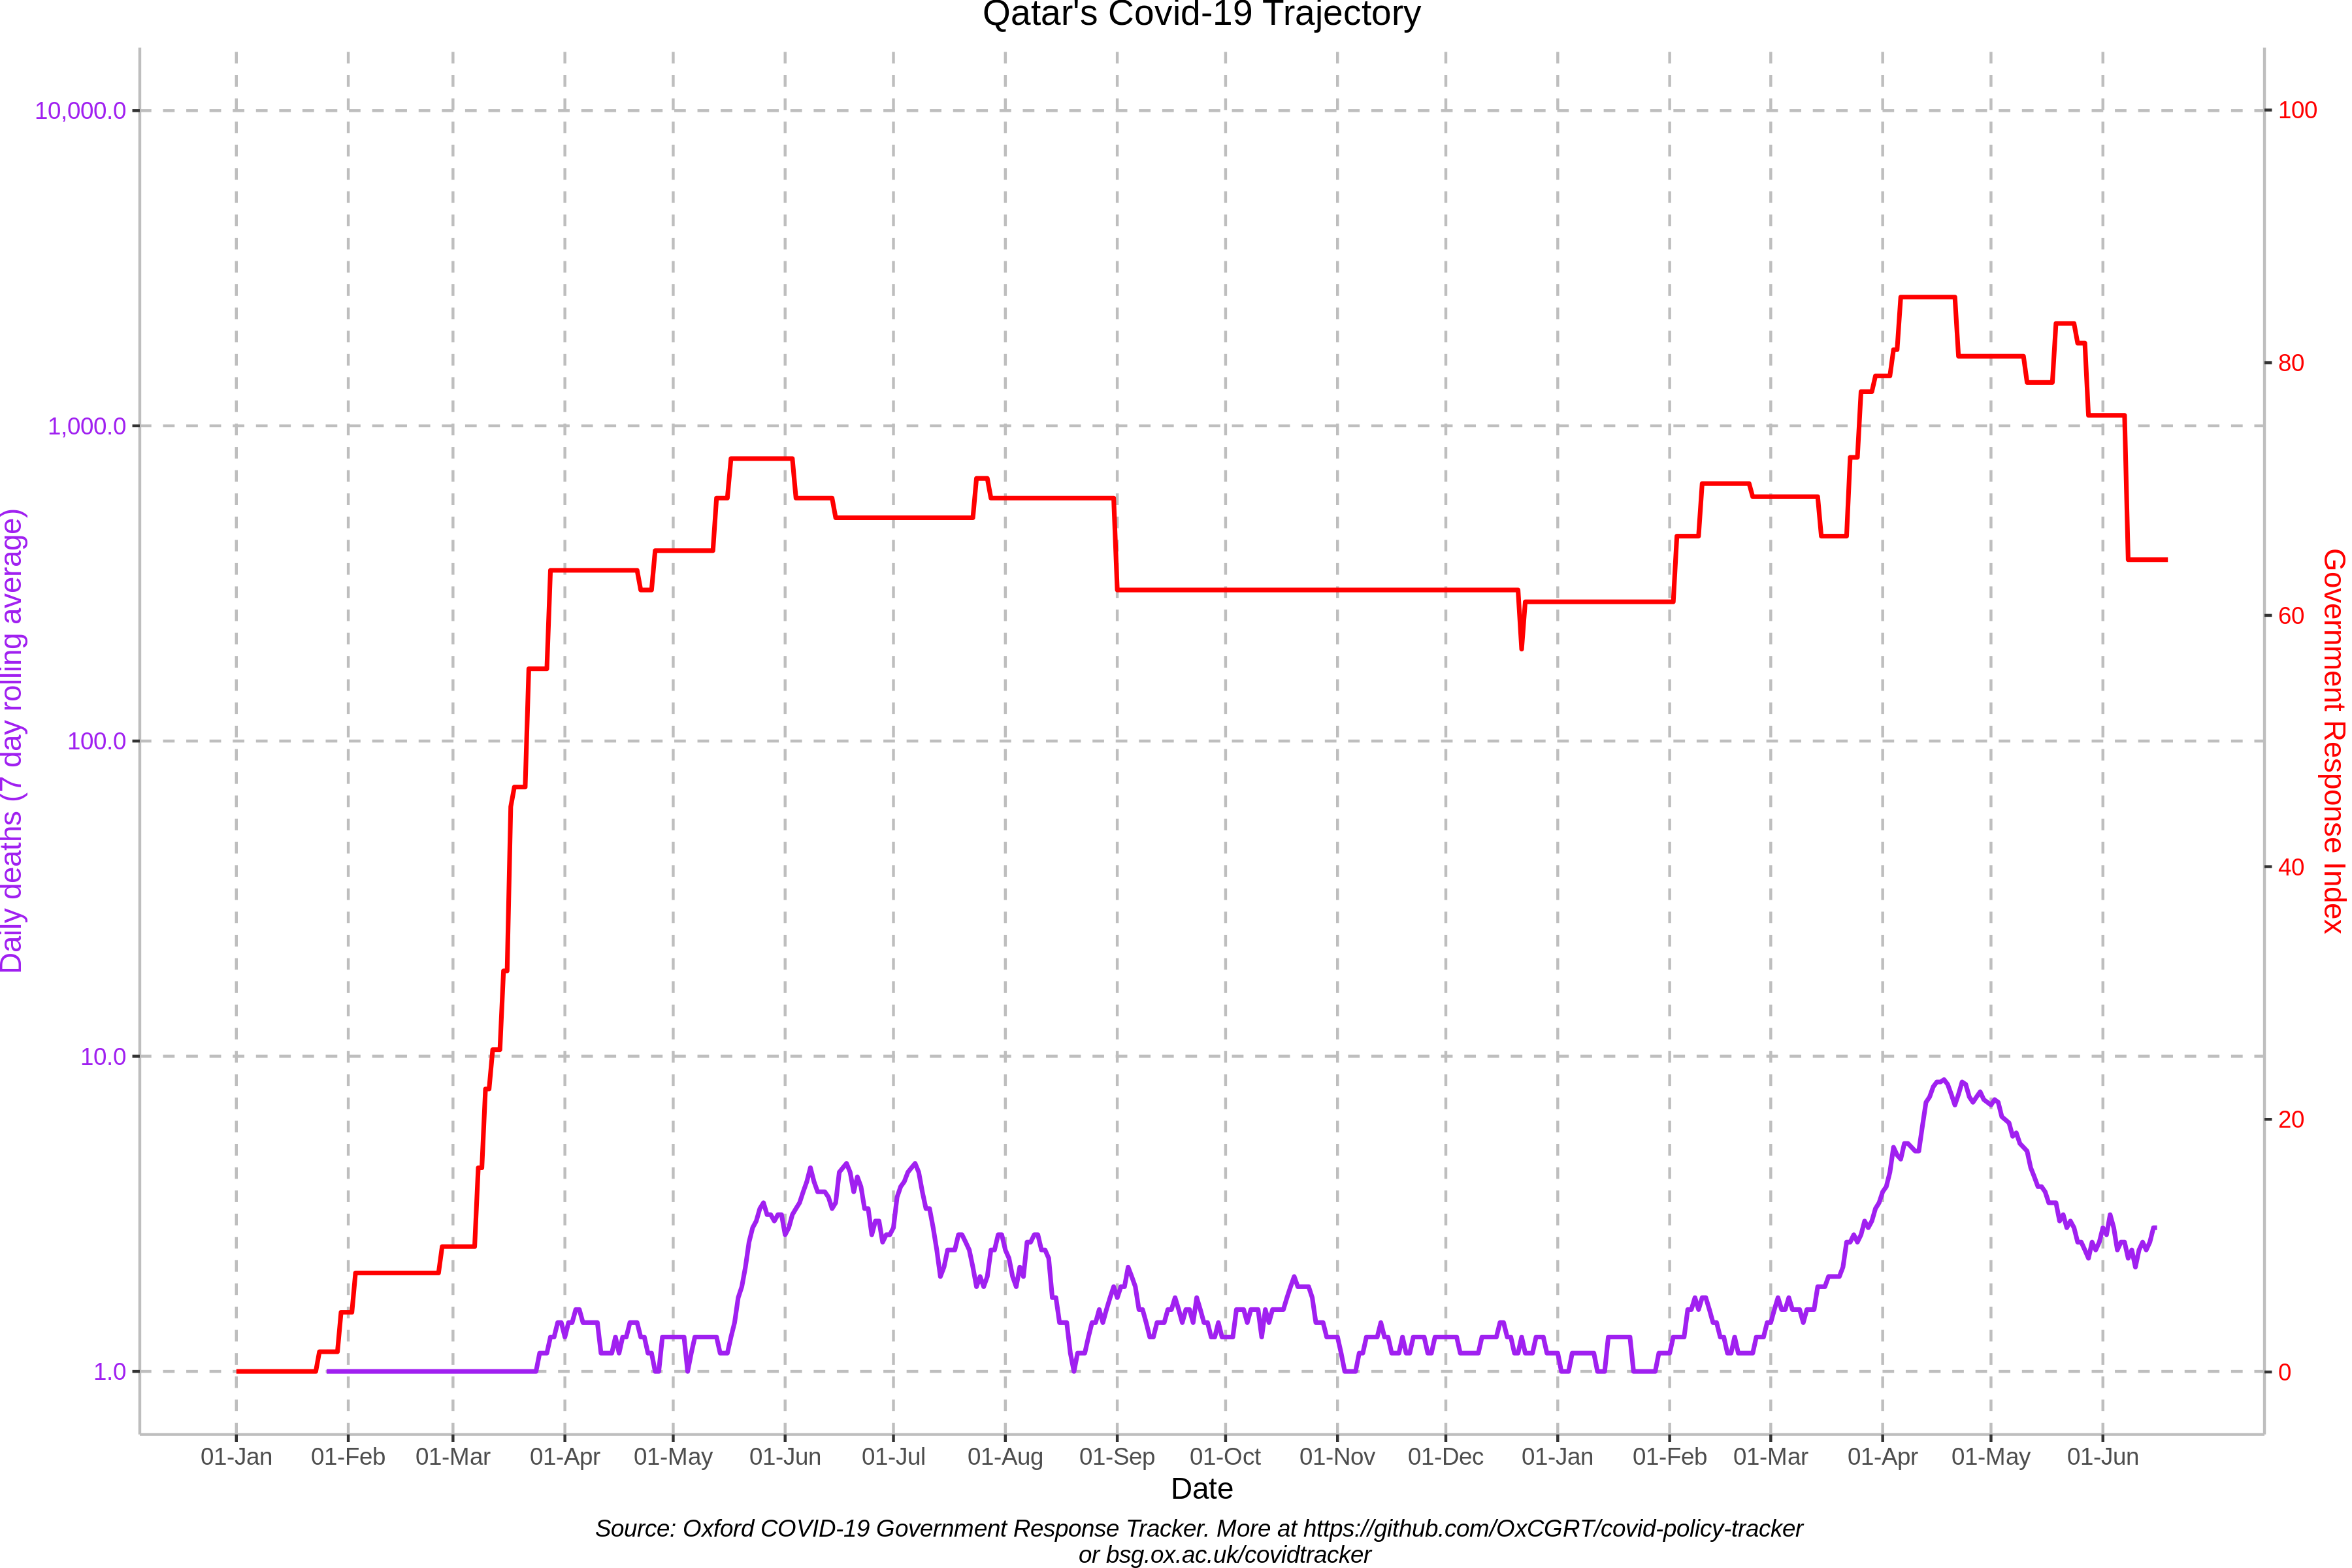 Qatar's Covid-19 Trajectory
10,000.0
1,000.0
100.0
10.0
1.0
Daily deaths (7 day rolling average)
100
80
60
40
20
0
Government Response Index
01-Jan 01-Feb 01-Mar 01-Apr 01-May 01-Jun 01-Jul 01-Aug 01-Sep 01-Oct 01-Nov 01-Dec 01-Jan 01-Feb 01-Mar 01-Apr 01-May 01-Jun
Date
Source: Oxford COVID-19 Government Response Tracker. More at https://github.com/OxCGRT/covid-policy-tracker
or bsg.ox.ac.uk/covidtracker